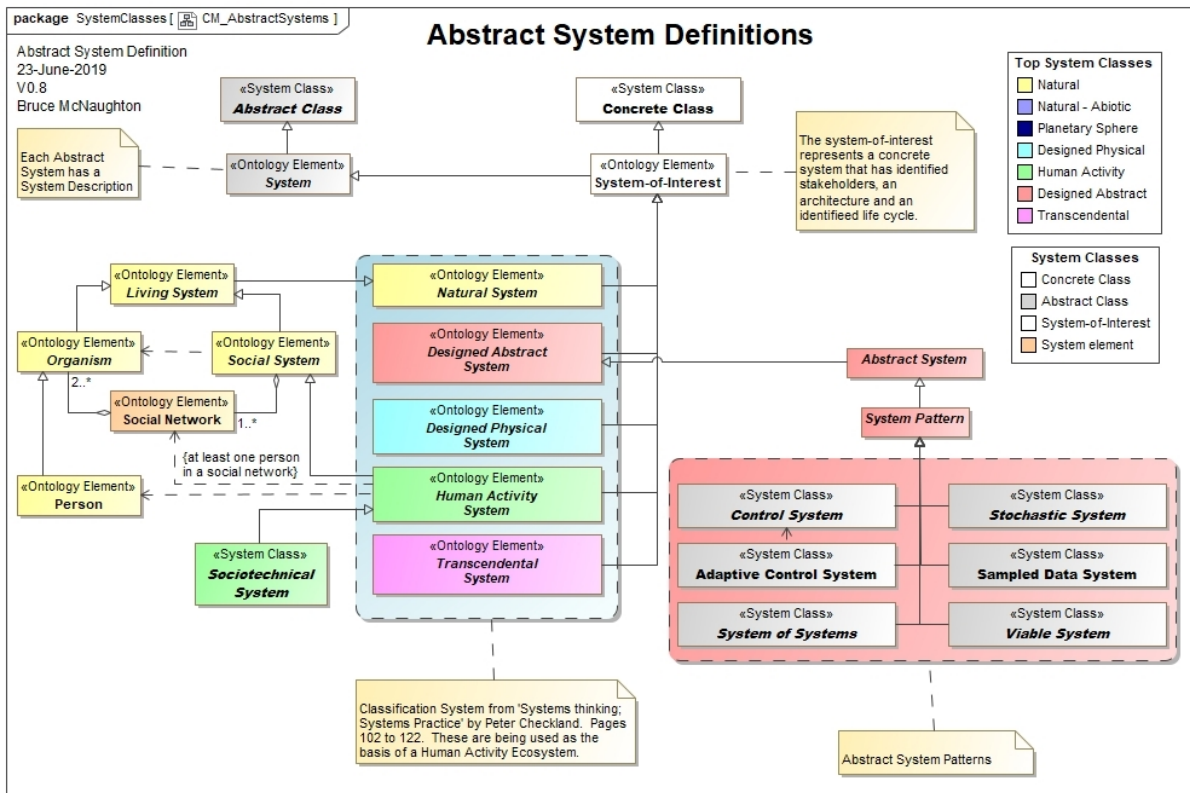 package SystemClasses [ CM_AbstractSystems ]
Abstract System Definitions
Abstract System Definition
23-June-2019
V0.8
Bruce McNaughton
«System Class»
Abstract Class
«System Class»
Concrete Class
Top System Classes
Natural
Natural - Abiotic
Planetary Sphere
Designed Physical
Human Activity
Designed Abstract
Transcendental
Each Abstract
System has a
System Description
«Ontology Element»
System
«Ontology Element»
System-of-Interest
The system-of-interest
represents a concrete
system that has identified
stakeholders, an
architecture and an
identifieed life cycle.
System Classes
Concrete Class
Abstract Class
System-of-Interest
System element
«Ontology Element»
Living System
«Ontology Element»
Organism
«Ontology Element»
Social System
2..*
«Ontology Element»
Social Network
1..*
{at least one person
in a social network}
«Ontology Element»
Person
«System Class»
Sociotechnical
System
«Ontology Element»
Natural System
«Ontology Element»
Designed Abstract
System
«Ontology Element»
Designed Physical
System
«Ontology Element»
Human Activity
System
«Ontology Element»
Transcendental
System
Abstract System
System Pattern
«System Class»
Control System
«System Class»
Stochastic System
«System Class»
Adaptive Control System
«System Class»
Sampled Data System
«System Class»
System of Systems
«System Class»
Viable System
Classification System from 'Systems thinking;
Systems Practice' by Peter Checkland. Pages
102 to 122. These are being used as the
basis of a Human Activity Ecosystem.
Abstract System Patterns